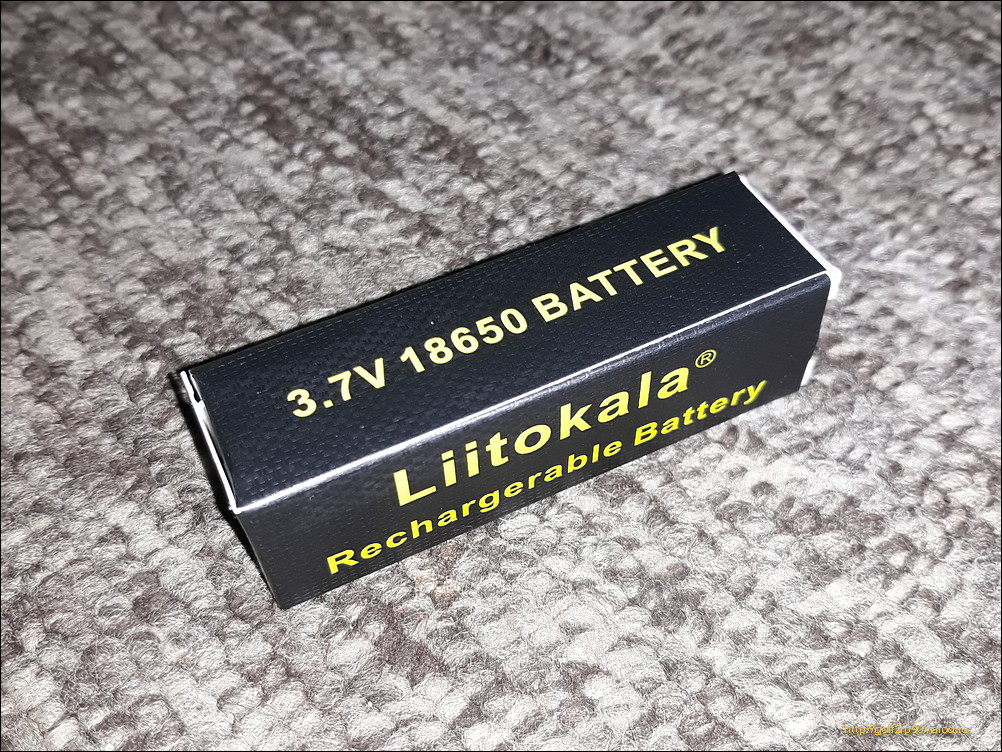 3.7V 18650 BATTERY
Liitokala®
Rechargerable Battery